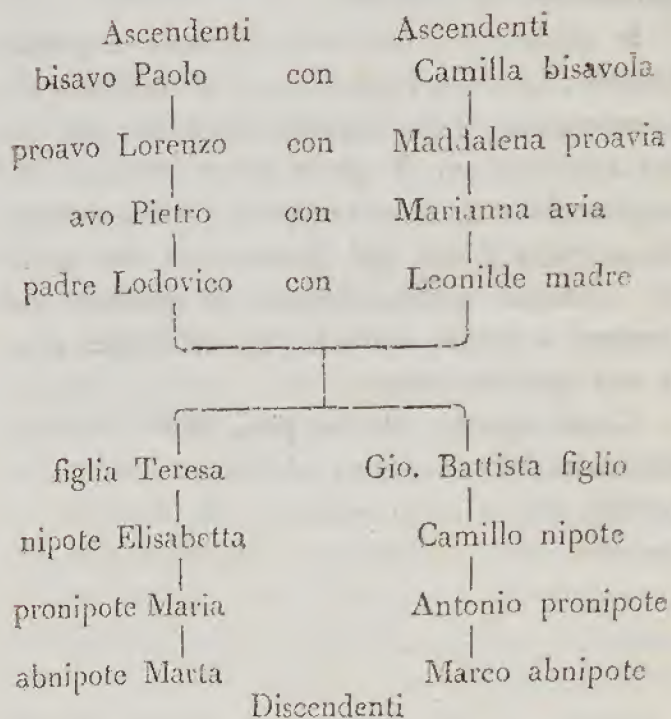 Ascendenti Ascendenti
bisavo Paolo con Camilla bisavola
proavo Lorenzo con Maddalena proavia
avo Pietro con Marianna avia
padre Lodovico con Leonilde madre
figlia Teresa Gio. Battista figlio
nipote Elisabetta Camillo nipote
pronipote Maria Antonio pronipote
abnipote Marta Marco abnipote
Discendenti